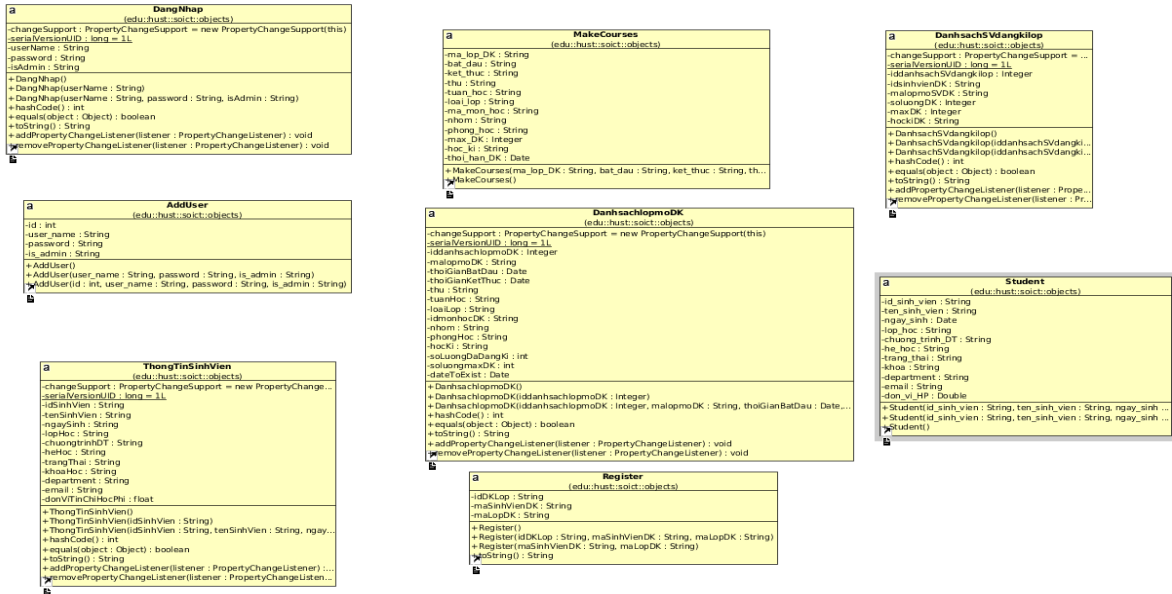 a
DangNhap
(edu::hust::soict::objects)
-changeSupport : PropertyChangeSupport = new PropertyChangeSupport(this)
-serialVersionUID : long = 1L
-userName : String
-password : String
-isAdmin : String
+DangNhap()
+DangNhap(userName : String)
+DangNhap(userName : String, password : String, isAdmin : String)
+hashCode() : int
+equals(object : Object) : boolean
+toString() : String
+addPropertyChangeListener(listener : PropertyChangeListener) : void
+removePropertyChangeListener(listener : PropertyChangeListener) : void
a
MakeCourses
(edu::hust::soict::objects)
-ma_lop_DK : String
-bat_dau : String
-ket_thuc : String
-thu : String
-tuan_hoc : String
-loai_lop : String
-ma_mon_hoc : String
-nhom : String
-phong_hoc : String
-max_DK : Integer
-hoc_ki : String
-thoi_han_DK : Date
+MakeCourses(ma_lop_DK : String, bat_dau : String, ket_thuc : String, th...
+MakeCourses()
a
DanhsachSVdangkilop
(edu::hust::soict::objects)
-changeSupport : PropertyChangeSupport = ...
-serialVersionUID : long = 1L
-iddanhsachSVdangkilop : Integer
-idsinhvienDK : String
-malopmoSVDK : String
-soluongDK : Integer
-maxDK : Integer
-hockiDK : String
+DanhsachSVdangkilop()
+DanhsachSVdangkilop(iddanhsachSVdangki...
+DanhsachSVdangkilop(iddanhsachSVdangki...
+hashCode() : int
+equals(object : Object) : boolean
+toString() : String
+addPropertyChangeListener(listener : Prope...
+removePropertyChangeListener(listener : Pr...
a
AddUser
(edu::hust::soict::objects)
-id : int
-user_name : String
-password : String
-is_admin : String
+AddUser()
+AddUser(user_name : String, password : String, is_admin : String)
+AddUser(id : int, user_name : String, password : String, is_admin : String)
a
DanhsachlopmoDK
(edu::hust::soict::objects)
-changeSupport : PropertyChangeSupport = new PropertyChangeSupport(this)
-serialVersionUID : long = 1L
-iddanhsachlopmoDK : Integer
-malopmoDK : String
-thoiGianBatDau : Date
-thoiGianKetThuc : Date
-thu : String
-tuanHoc : String
-loaiLop : String
-idmonhocDK : String
-nhom : String
-phongHoc : String
-hocKi : String
-soLuongDaDangKi : int
-soluongmaxDK : int
-dateToExist : Date
+DanhsachlopmoDK()
+DanhsachlopmoDK(iddanhsachlopmoDK : Integer)
+DanhsachlopmoDK(iddanhsachlopmoDK : Integer, malopmoDK : String, thoiGianBatDau : Date,...
+hashCode() : int
+equals(object : Object) : boolean
+toString() : String
+addPropertyChangeListener(listener : PropertyChangeListener) : void
+removePropertyChangeListener(listener : PropertyChangeListener) : void
a
Student
(edu::hust::soict::objects)
-id_sinh_vien : String
-ten_sinh_vien : String
-ngay_sinh : Date
-lop_hoc : String
-chuong_trinh_DT : String
-he_hoc : String
-trang_thai : String
-khoa : String
-department : String
-email : String
-don_vi_HP : Double
+Student(id_sinh_vien : String, ten_sinh_vien : String, ngay_sinh ...
+Student(id_sinh_vien : String, ten_sinh_vien : String, ngay_sinh ...
+Student()
a
ThongTinSinhVien
(edu::hust::soict::objects)
-changeSupport : PropertyChangeSupport = new PropertyChange...
-serialVersionUID : long = 1L
-idSinhVien : String
-tenSinhVien : String
-ngaySinh : String
-lopHoc : String
-chuongtrinhDT : String
-heHoc : String
-trangThai : String
-khoaHoc : String
-department : String
-email : String
-donViTinChiHocPhi : float
+ThongTinSinhVien()
+ThongTinSinhVien(idSinhVien : String)
+ThongTinSinhVien(idSinhVien : String, tenSinhVien : String, ngay...
+hashCode() : int
+equals(object : Object) : boolean
+toString() : String
+addPropertyChangeListener(listener : PropertyChangeListener) :...
+removePropertyChangeListener(listener : PropertyChangeListen...
a
Register
(edu::hust::soict::objects)
-idDKLop : String
-maSinhVienDK : String
-maLopDK : String
+Register()
+Register(idDKLop : String, maSinhVienDK : String, maLopDK : String)
+Register(maSinhVienDK : String, maLopDK : String)
+toString() : String